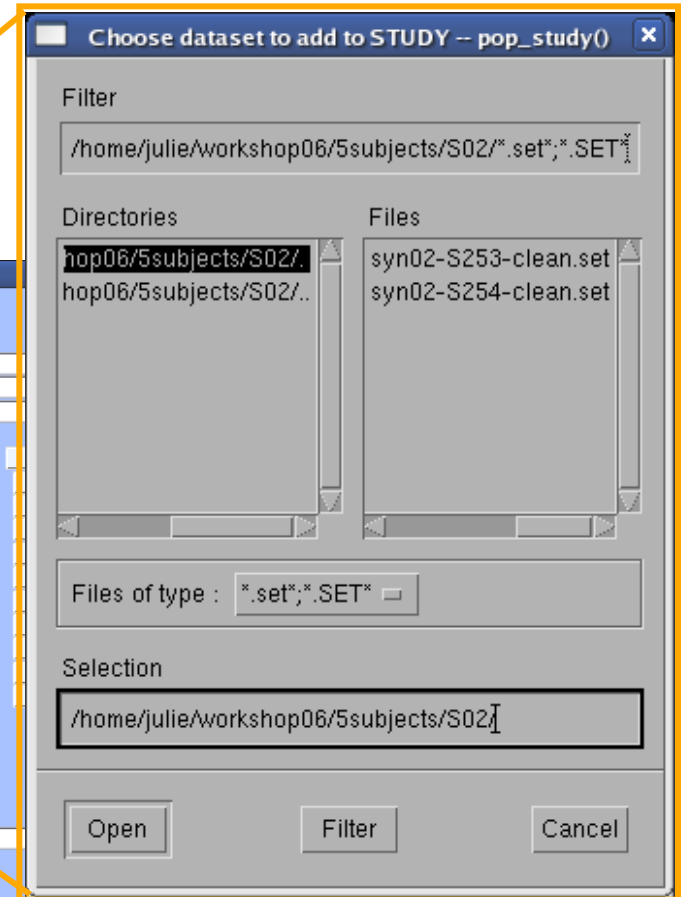 Choose dataset to add to STUDY -- pop_study()
Filter
/home/julie/workshop06/5subjects/S02/*.set*;*.SET*
Directories
Files
hop06/5subjects/S02/.
hop06/5subjects/S02/..
syn02-S253-clean.set
syn02-S254-clean.set
Files of type : *.set*;*.SET*
Selection
/home/julie/workshop06/5subjects/S02/
Open
Filter
Cancel